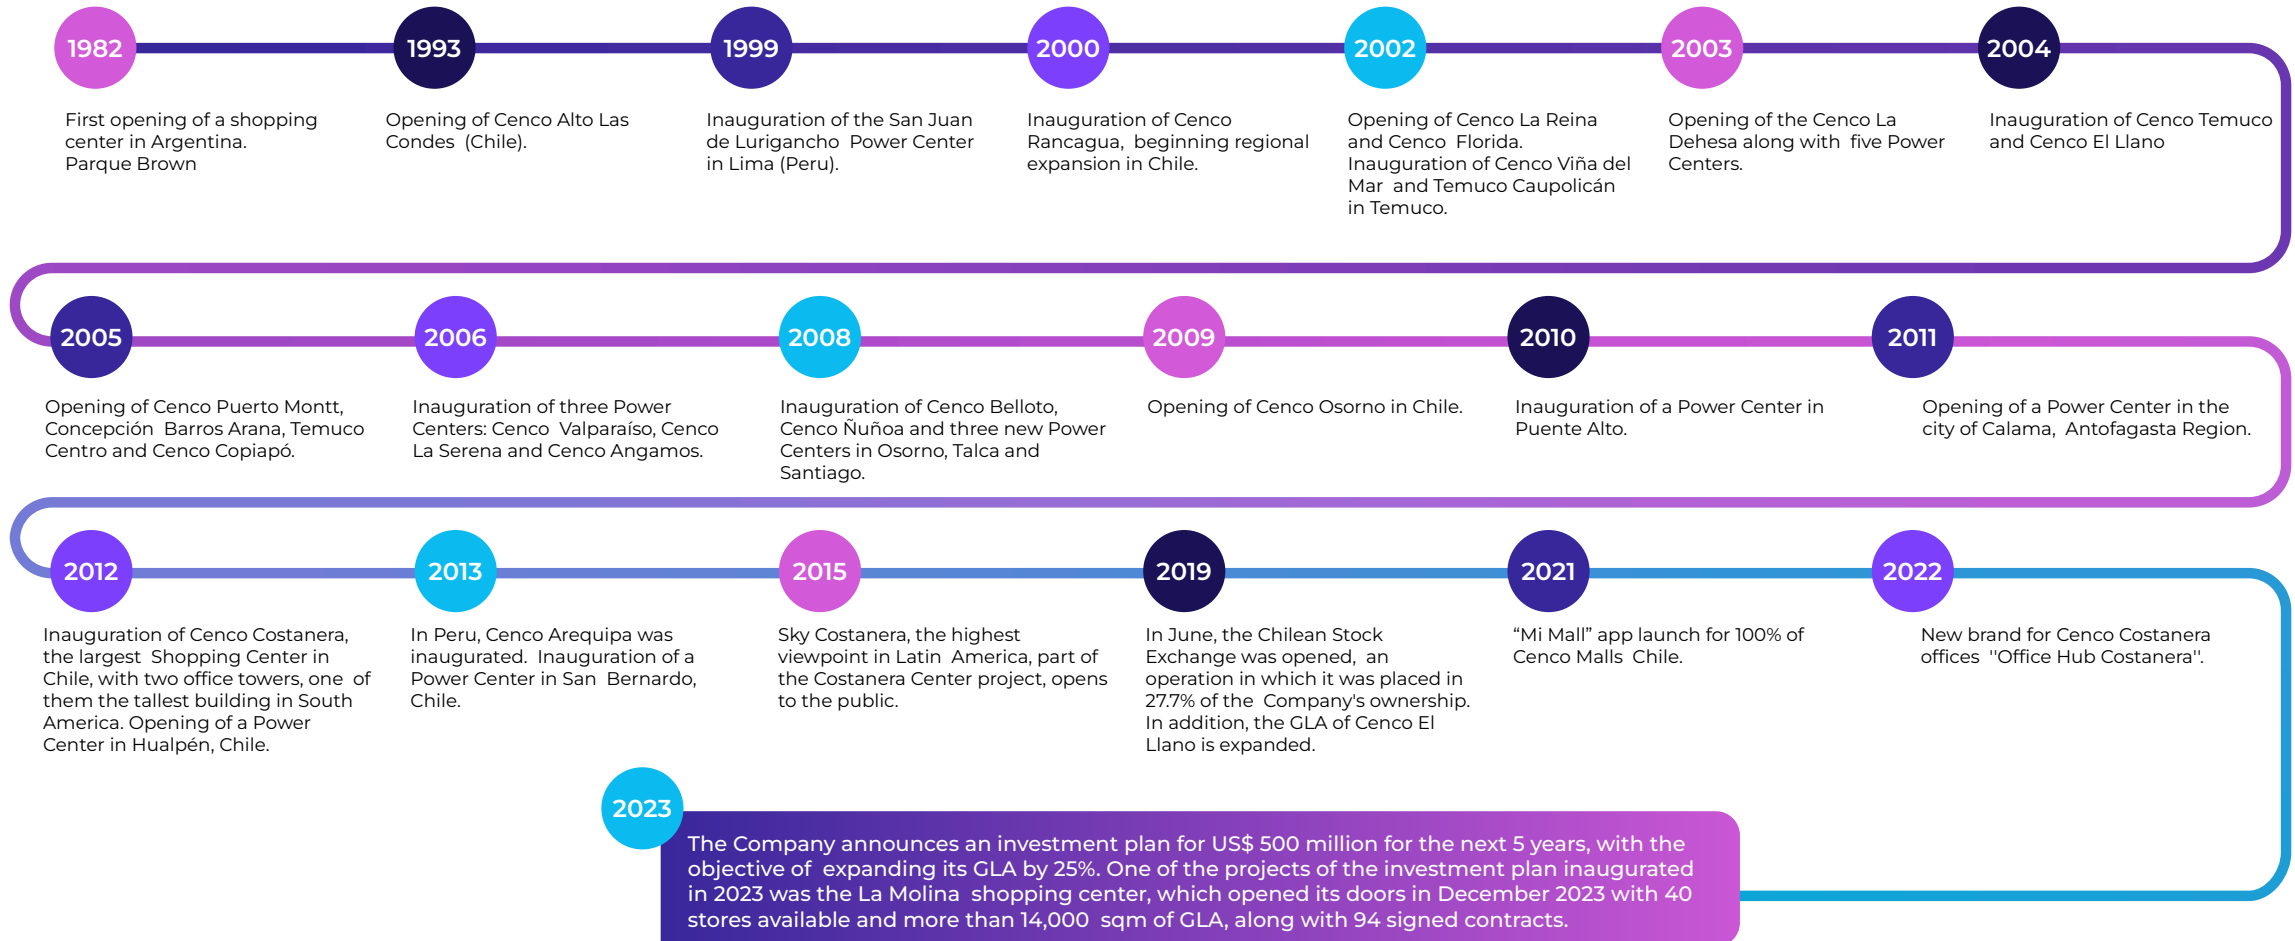 1982
First opening of a shopping
center in Argentina.
Parque Brown
1993
Opening of Cenco Alto Las
Condes (Chile).
1999
Inauguration of the San Juan
de Lurigancho Power Center
in Lima (Peru).
2000
Inauguration of Cenco
Rancagua, beginning regional
expansion in Chile.
2002
Opening of Cenco La Reina
and Cenco Florida.
Inauguration of Cenco Viña del
Mar and Temuco Caupolicán
in Temuco.
2003
Opening of the Cenco La
Dehesa along with five Power
Centers.
2004
Inauguration of Cenco Temuco
and Cenco El Llano
2005
Opening of Cenco Puerto Montt,
Concepción Barros Arana, Temuco
Centro and Cenco Copiapó.
2006
Inauguration of three Power
Centers: Cenco Valparaíso, Cenco
La Serena and Cenco Angamos.
2008
Inauguration of Cenco Belloto,
Cenco Ñuñoa and three new Power
Centers in Osorno, Talca and
Santiago.
2009
Opening of Cenco Osorno in Chile.
2010
Inauguration of a Power Center in
Puente Alto.
2011
Opening of a Power Center in the
city of Calama, Antofagasta Region.
2012
Inauguration of Cenco Costanera,
the largest Shopping Center in
Chile, with two office towers, one of
them the tallest building in South
America. Opening of a Power
Center in Hualpén, Chile.
2013
In Peru, Cenco Arequipa was
inaugurated. Inauguration of a
Power Center in San Bernardo,
Chile.
2015
Sky Costanera, the highest
viewpoint in Latin America, part of
the Costanera Center project, opens
to the public.
2019
In June, the Chilean Stock
Exchange was opened, an
operation in which it was placed in
27.7% of the Company's ownership.
In addition, the GLA of Cenco El
Llano is expanded.
2021
“Mi Mall” app launch for 100% of
Cenco Malls Chile.
2022
New brand for Cenco Costanera
offices ''Office Hub Costanera''.
2023
The Company announces an investment plan for US$ 500 million for the next 5 years, with the
objective of expanding its GLA by 25%. One of the projects of the investment plan inaugurated
in 2023 was the La Molina shopping center, which opened its doors in December 2023 with 40
stores available and more than 14,000 sqm of GLA, along with 94 signed contracts.